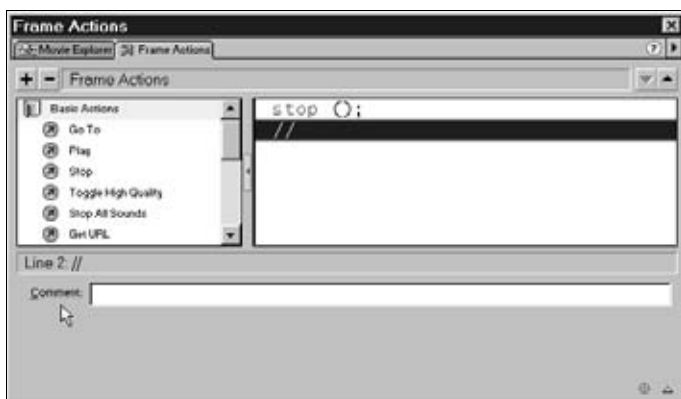 Frame Actions
Movie Explorer Frame Actions
+ - Frame Actions
Basic Actions
Go To
Play
Stop
Toggle High Quality
Stop All Sounds
Get URL
stop ();
//
Line 2: //
Comment: